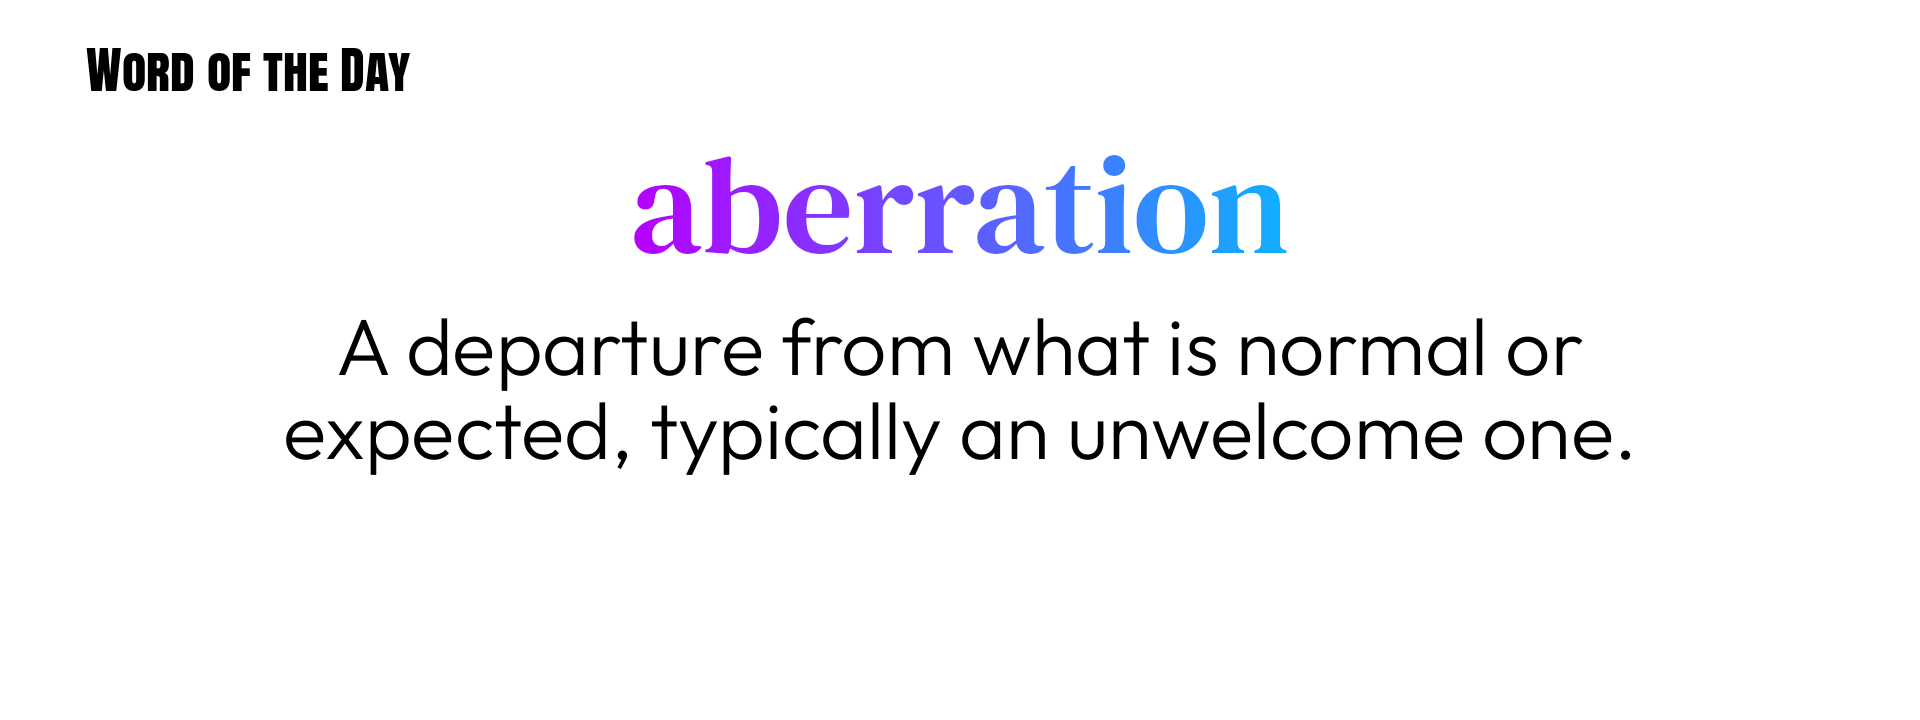 Word of the Day
aberration
A departure from what is normal or
expected, typically an unwelcome one.